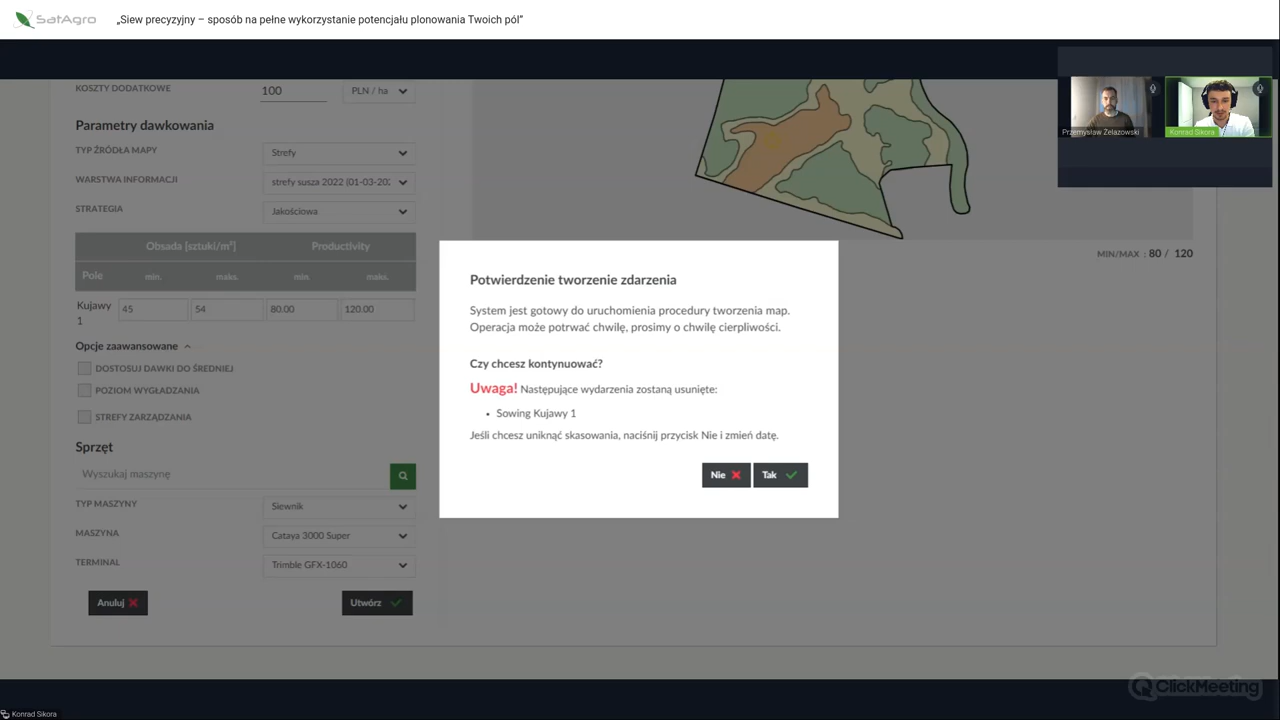 SatAgro
„Siew precyzyjny – sposób na pełne wykorzystanie potencjału plonowania Twoich pól”
KOSZTY DODATKOWE 100 PLN / ha
Parametry dawkowania
TYP ŹRÓDŁA MAPY Strefy
WARSTWA INFORMACJI strefy susza 2022 (01-03-202
STRATEGIA Jakościowa
Obsada [sztuki/m²] Productivity
Pole min. maks. min. maks.
Kujawy 1 45 54 80.00 120.00
Opcje zaawansowane
DOSTOSUJ DAWKI DO ŚREDNIEJ
POZIOM WYGŁADZANIA
STREFY ZARZĄDZANIA
Sprzęt
Wyszukaj maszynę
TYP MASZYNY Siewnik
MASZYNA Cataya 3000 Super
TERMINAL Trimble GFX-1060
Anuluj Utwórz
Potwierdzenie tworzenie zdarzenia
System jest gotowy do uruchomienia procedury tworzenia map.
Operacja może potrwać chwilę, prosimy o chwilę cierpliwości.
Czy chcesz kontynuować?
Uwaga! Następujące wydarzenia zostaną usunięte:
• Sowing Kujawy 1
Jeśli chcesz uniknąć skasowania, naciśnij przycisk Nie i zmień datę.
Nie Tak
MIN/MAX : 80 / 120
Przemysław Żelazowski
Konrad Sikora
ClickMeeting
Konrad Sikora